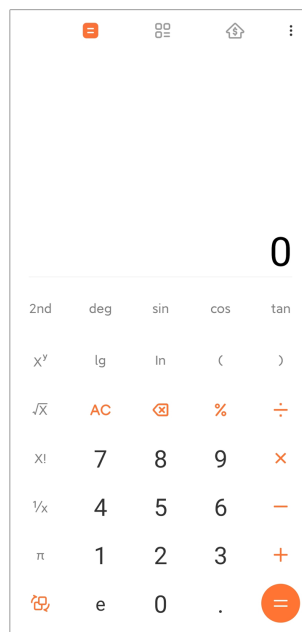 0
2nd deg sin cos tan
Xʸ lg ln ( )
√X AC % ÷
X! 7 8 9 ×
¹/x 4 5 6 −
π 1 2 3 +
e 0 . =